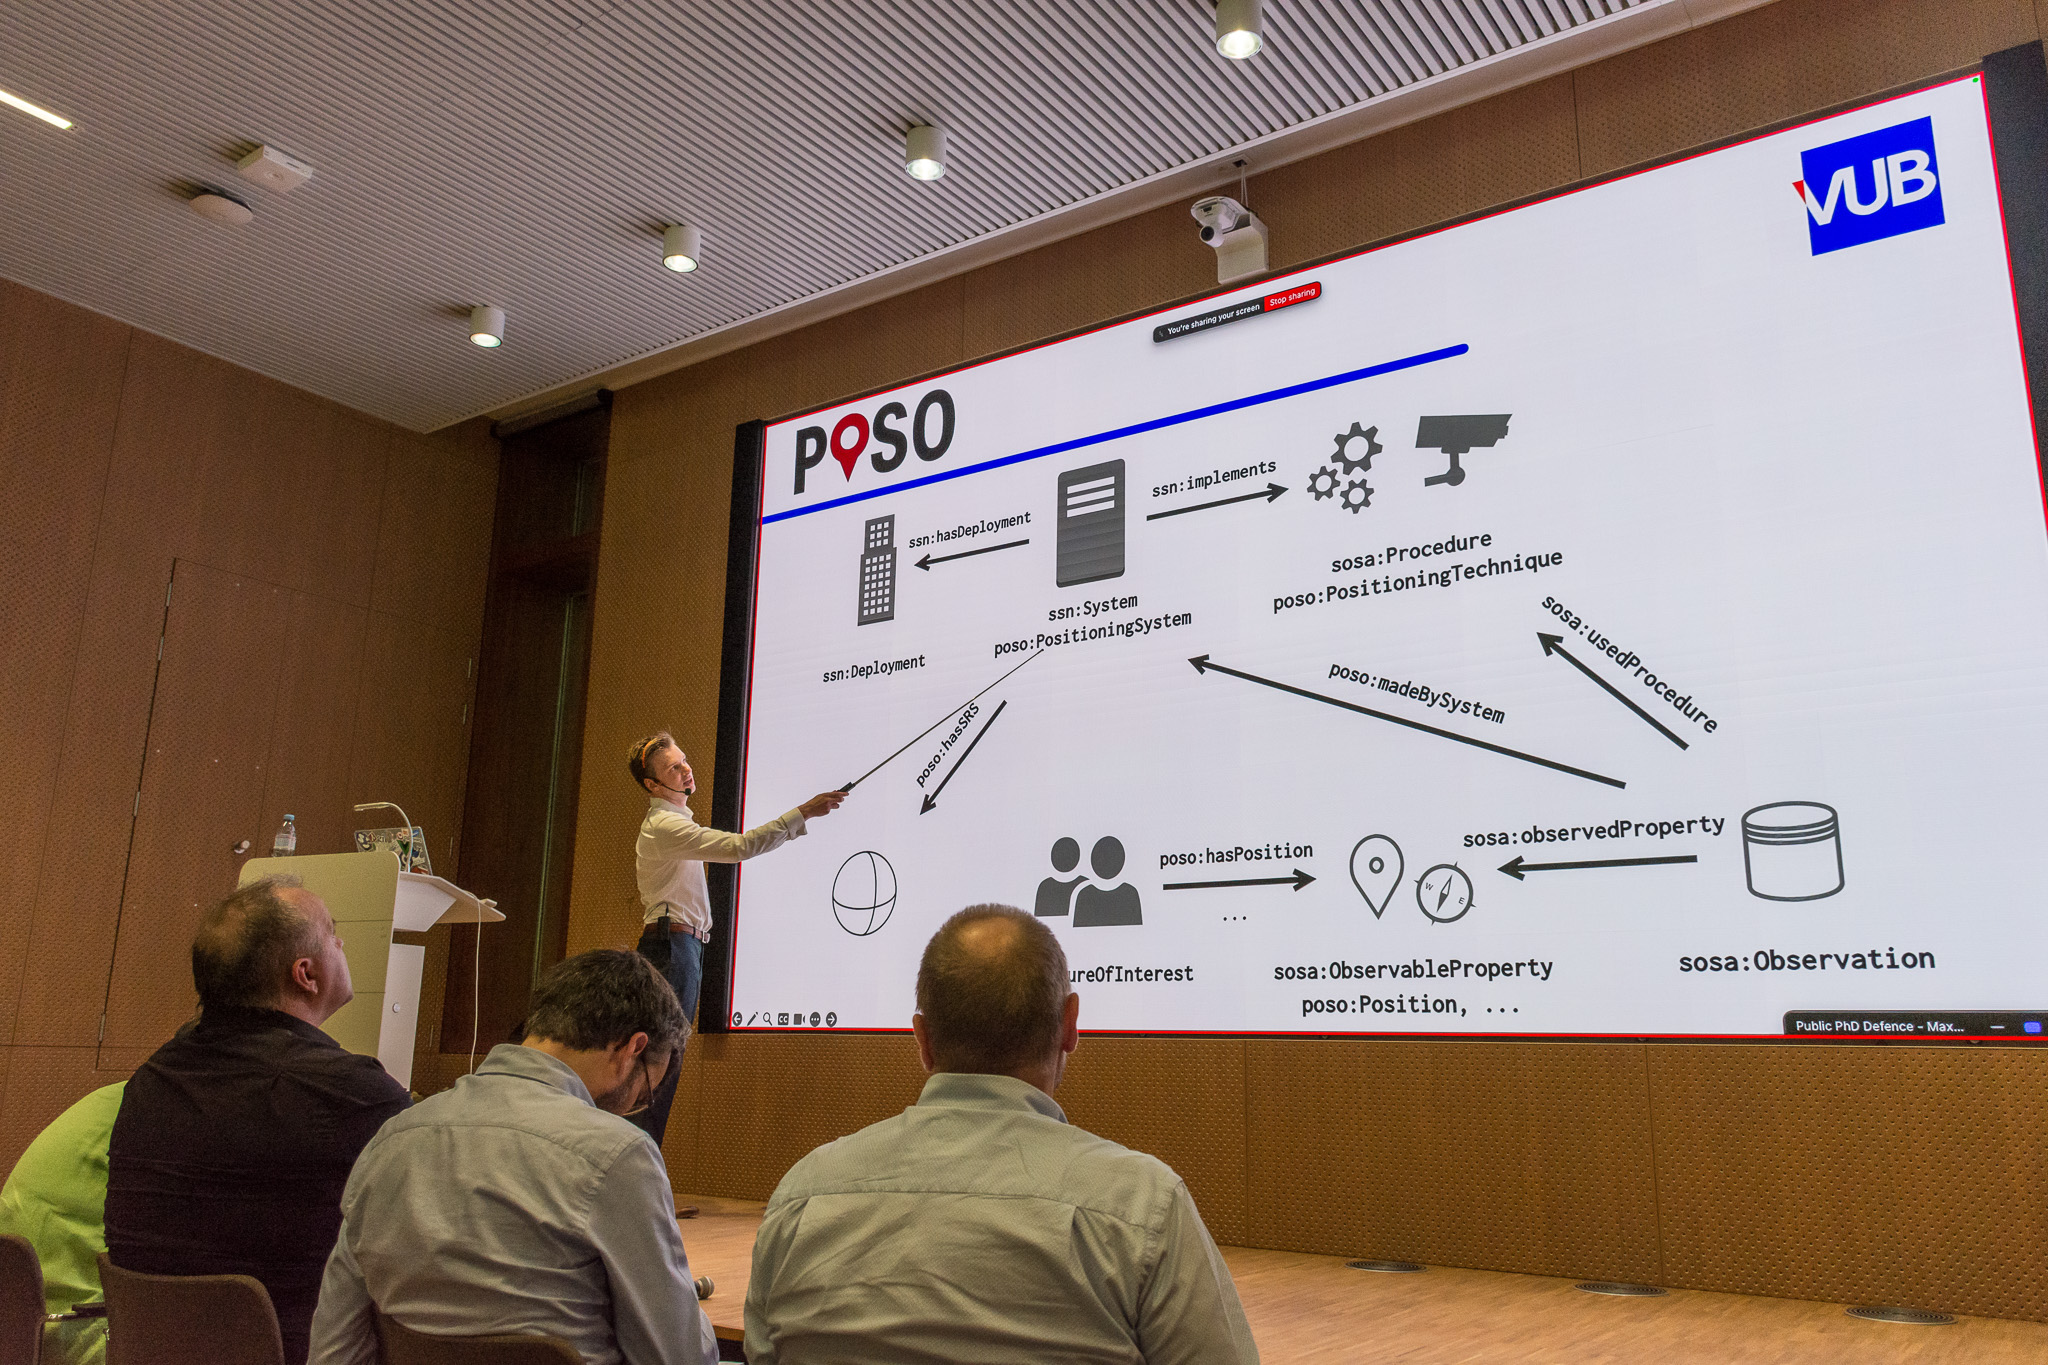 VUB
You're sharing your screen Stop sharing
POSO
ssn:implements
ssn:hasDeployment
sosa:Procedure
poso:PositioningTechnique
ssn:System
poso:PositioningSystem
ssn:Deployment
sosa:usedProcedure
poso:madeBySystem
poso:hasSRS
sosa:observedProperty
poso:hasPosition
...
W
E
ureOfInterest
sosa:ObservableProperty
poso:Position, ...
sosa:Observation
CC
Public PhD Defence - Max...